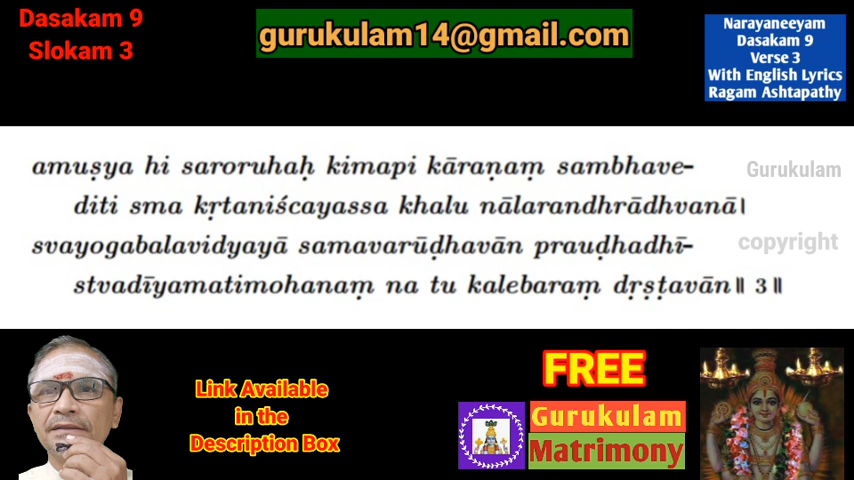 Dasakam 9
Slokam 3
gurukulam14@gmail.com
Narayaneeyam
Dasakam 9
Verse 3
With English Lyrics
Ragam Ashtapathy
amuṣya hi saroruhaḥ kimapi kāraṇaṃ sambhave-
diti sma kṛtaniścayassa khalu nālarandhrādhvanā।
svayogabalavidyayā samavarūḍhavān prauḍhadhī-
stvadīyamatimohanaṃ na tu kalebaraṃ dṛṣṭavān॥ 3॥
Gurukulam
copyright
Link Available
in the
Description Box
FREE
Gurukulam
Matrimony